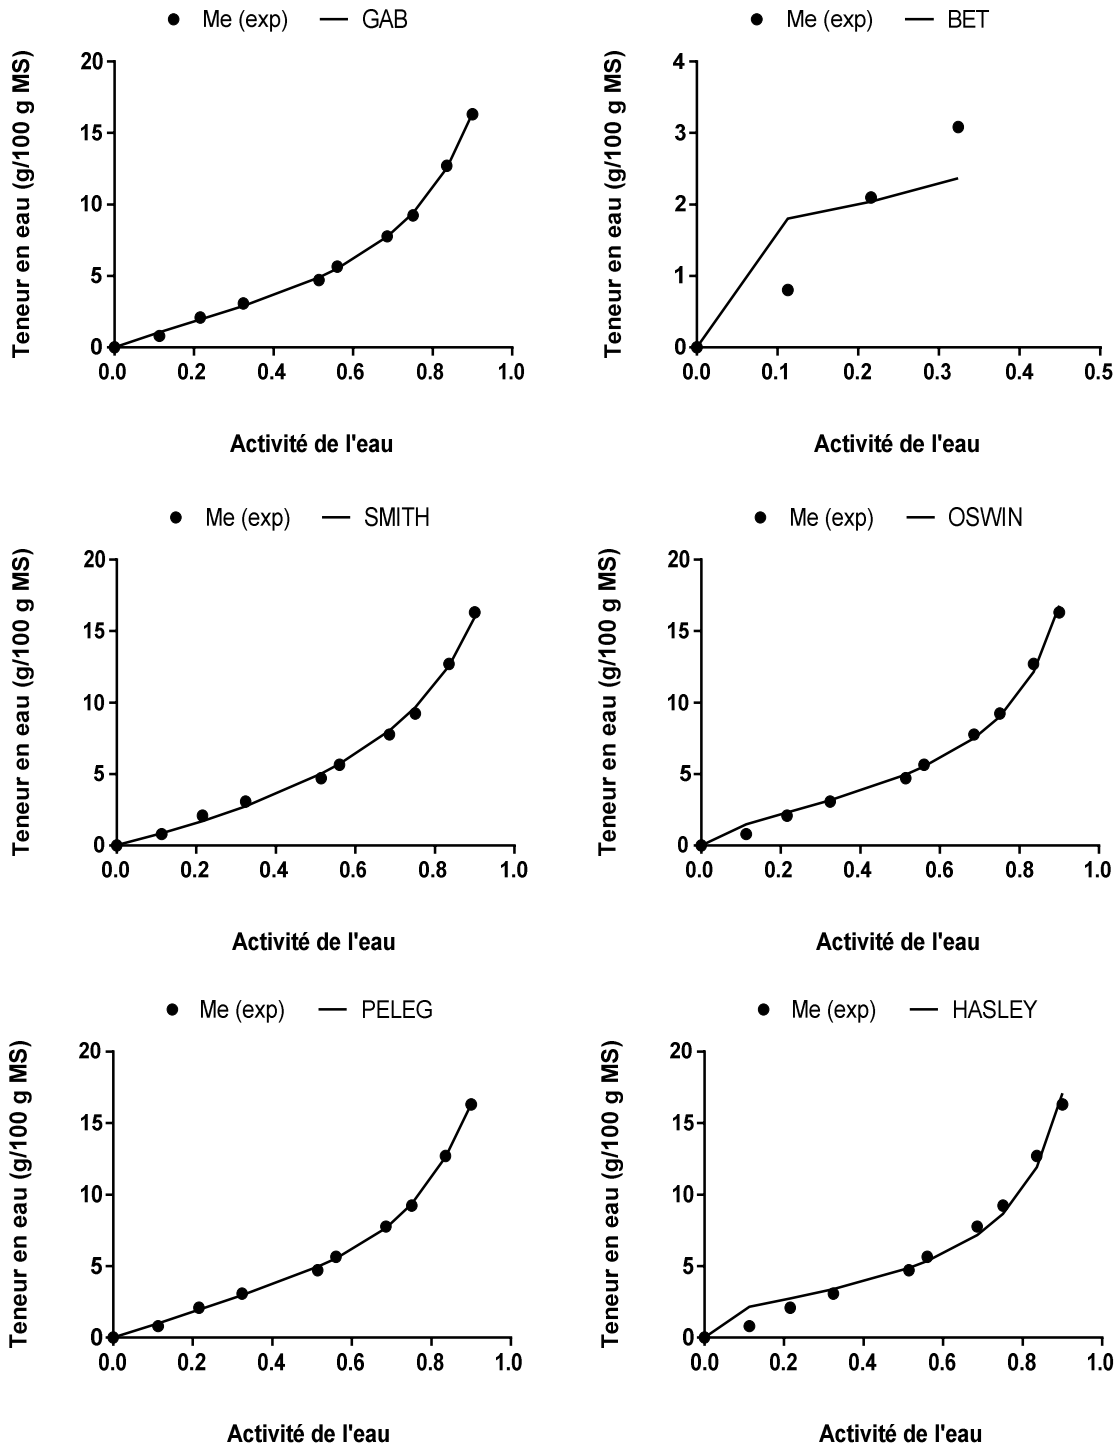 Me (exp) GAB
Teneur en eau (g/100 g MS)
20
15
10
5
0
0.0 0.2 0.4 0.6 0.8 1.0
Activité de l'eau
Me (exp) BET
Teneur en eau (g/100 g MS)
4
3
2
1
0
0.0 0.1 0.2 0.3 0.4 0.5
Activité de l'eau
Me (exp) SMITH
Teneur en eau (g/100 g MS)
20
15
10
5
0
0.0 0.2 0.4 0.6 0.8 1.0
Activité de l'eau
Me (exp) OSWIN
Teneur en eau (g/100 g MS)
20
15
10
5
0
0.0 0.2 0.4 0.6 0.8 1.0
Activité de l'eau
Me (exp) PELEG
Teneur en eau (g/100 g MS)
20
15
10
5
0
0.0 0.2 0.4 0.6 0.8 1.0
Activité de l'eau
Me (exp) HASLEY
Teneur en eau (g/100 g MS)
20
15
10
5
0
0.0 0.2 0.4 0.6 0.8 1.0
Activité de l'eau